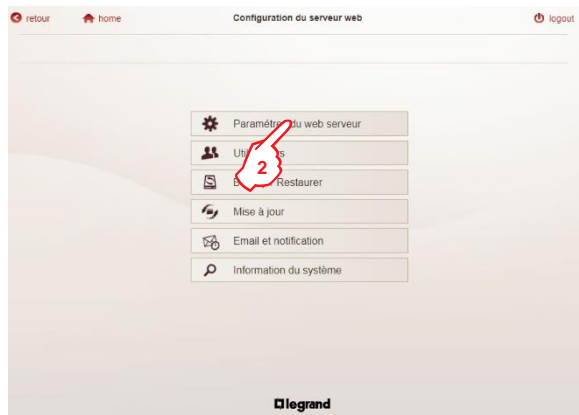 retour
home
Configuration du serveur web
logout
du web serveur
2
Restaurer
Mise à jour
Email et notification
Information du système
legrand